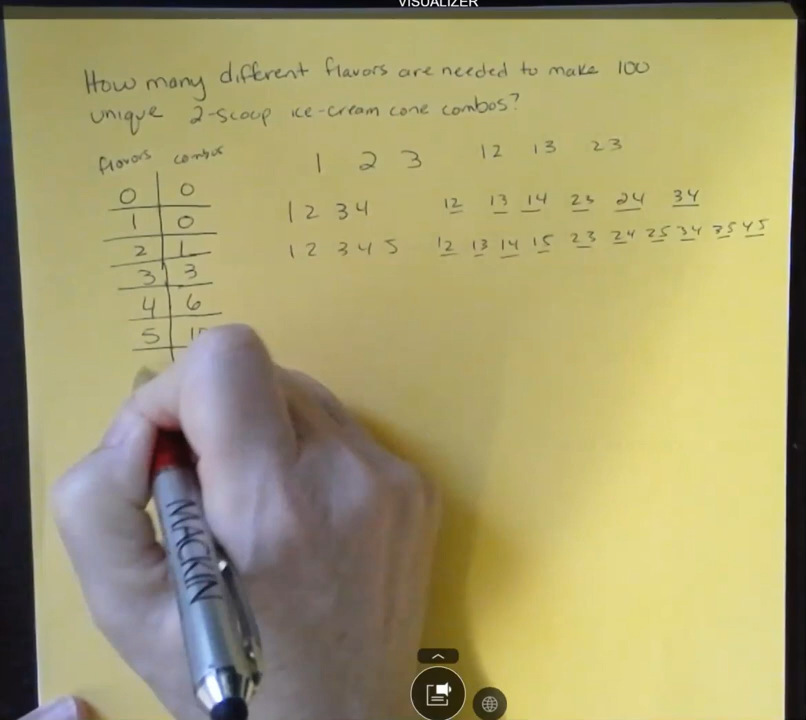 VISUALIZER
How many different flavors are needed to make 100
unique 2-scoop ice-cream cone combos?
flavors combos
0 0
1 0
2 1
3 3
4 6
5
1 2 3 12 13 23
1 2 3 4 12 13 14 23 24 34
1 2 3 4 5 12 13 14 15 23 24 25 34 35 45
MACKIN